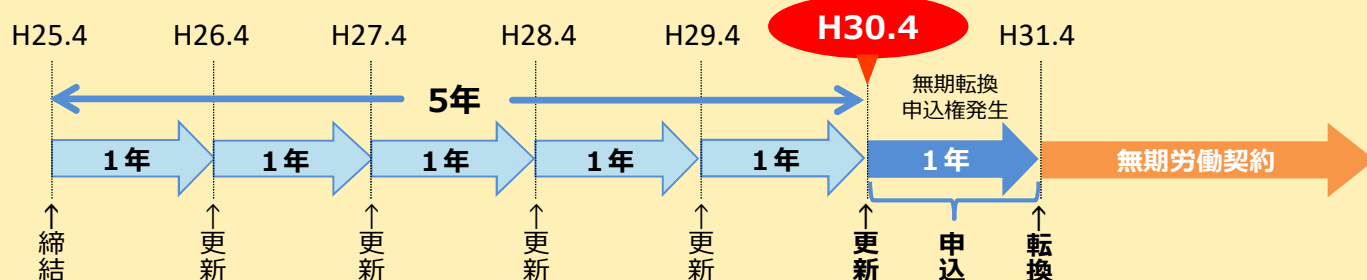 H25.4 H26.4 H27.4 H28.4 H29.4 H30.4 H31.4
5年
無期転換
申込権発生
1年 1年 1年 1年 1年 1年 無期労働契約
↑締結 ↑更新 ↑更新 ↑更新 ↑更新 ↑更新 申込 ↑転換